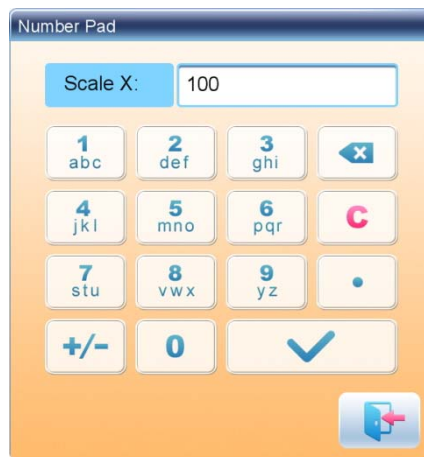 Number Pad
Scale X: 100
1 2 3
abc def ghi
4 5 6 C
jkl mno pqr
7 8 9 .
stu vwx yz
+/- 0